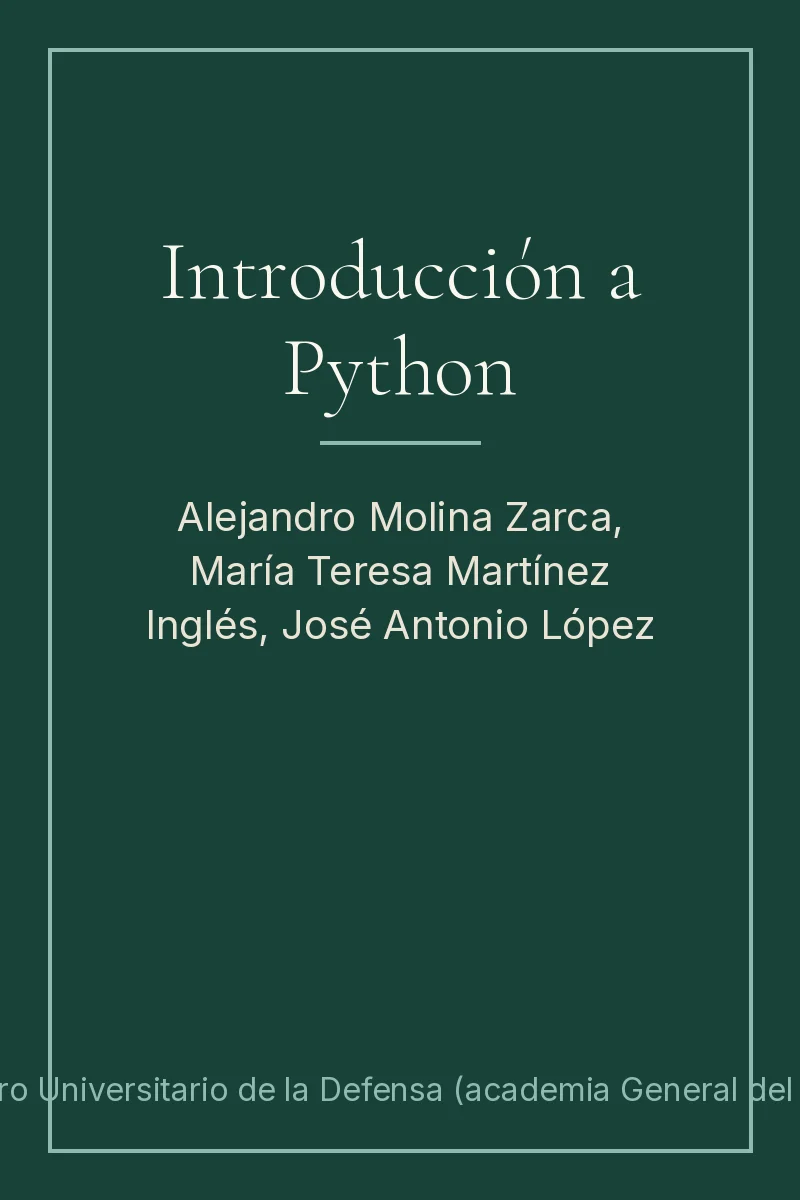 Introducción a
Python
Alejandro Molina Zarca,
María Teresa Martínez
Inglés, José Antonio López
ro Universitario de la Defensa (academia General del